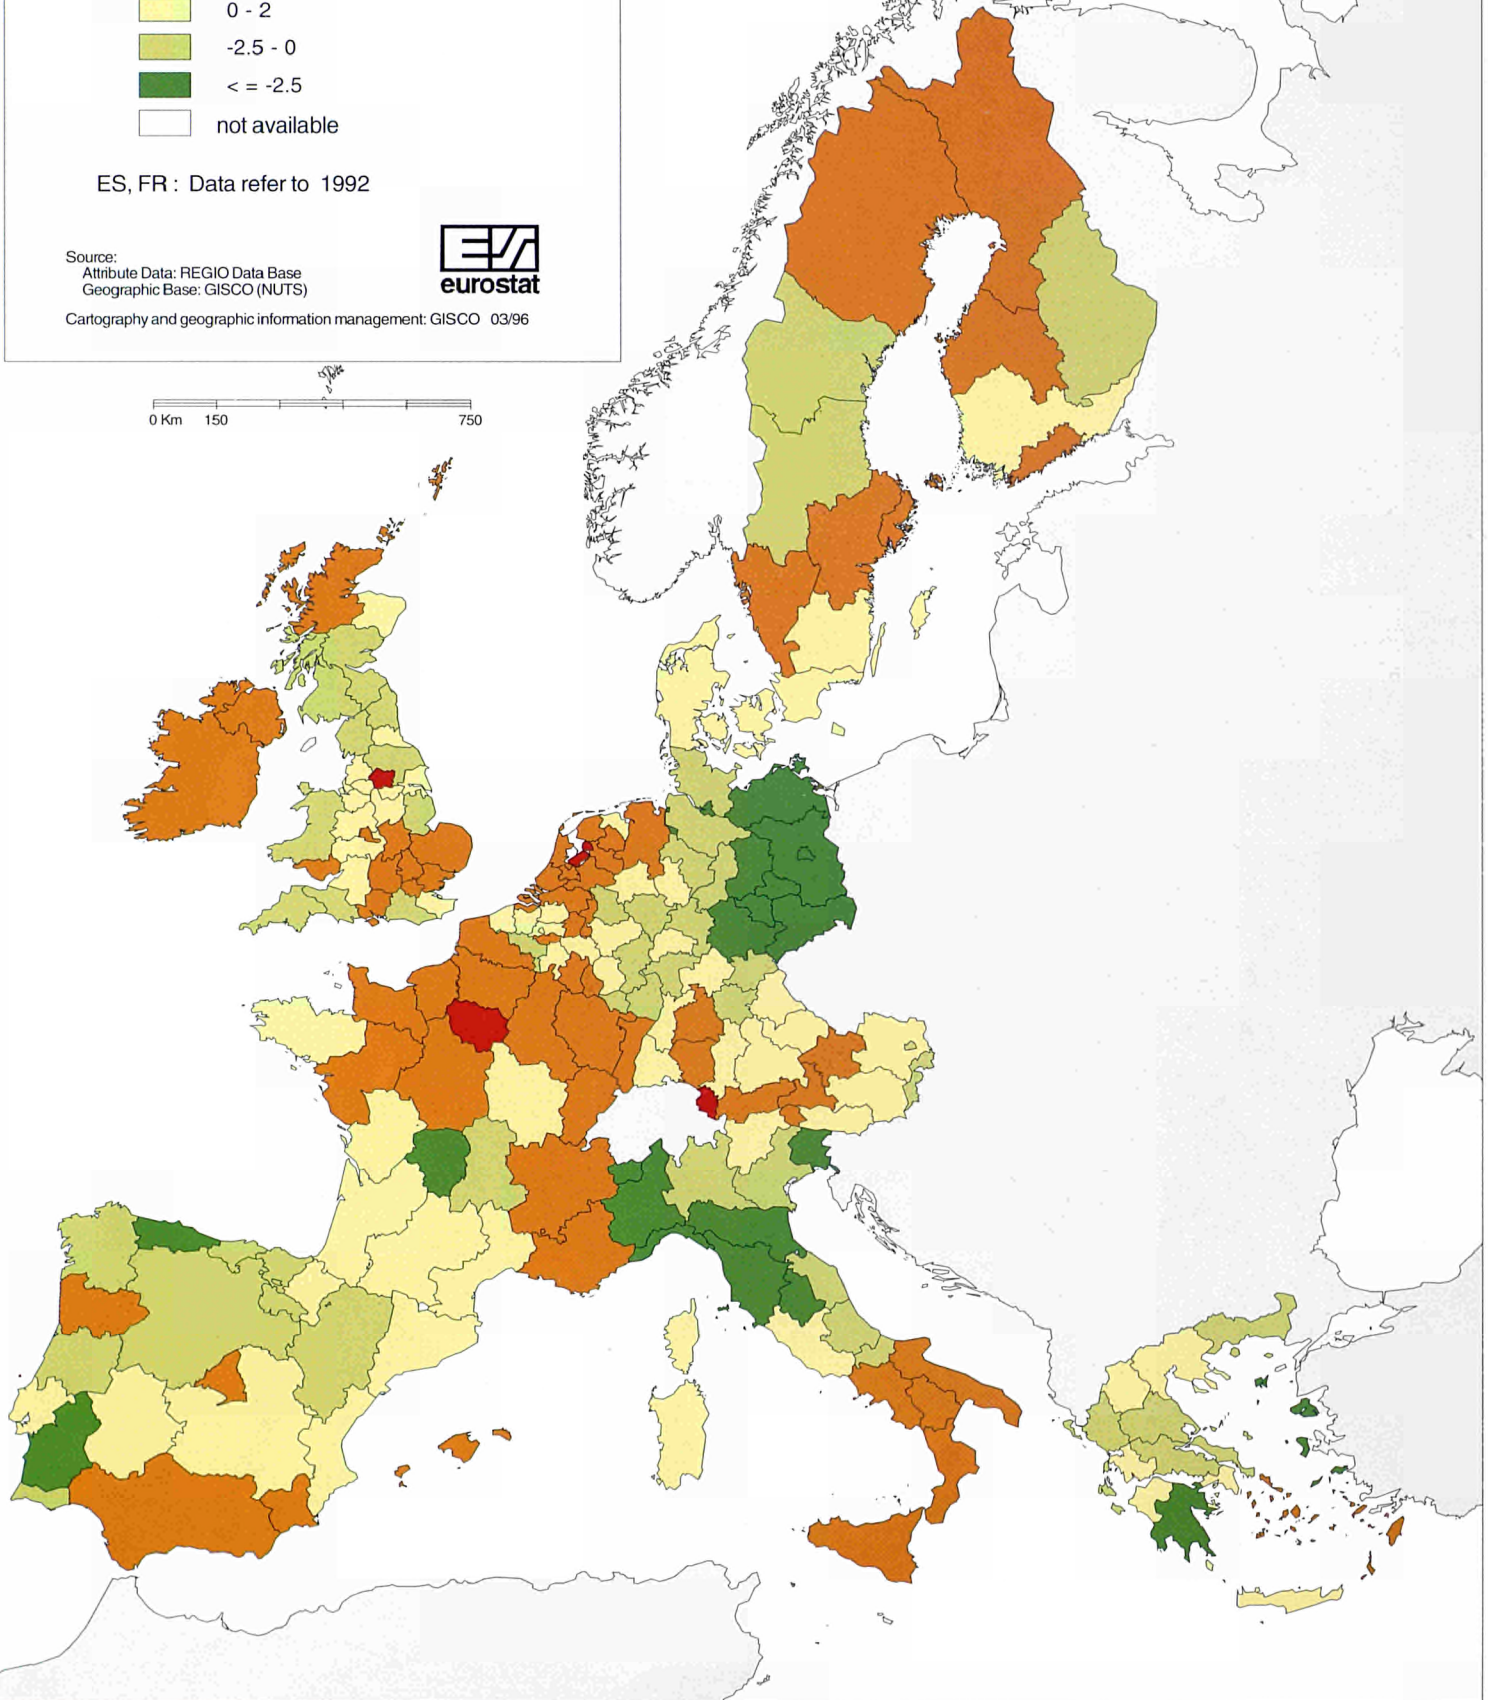 0 - 2
-2.5 - 0
< = -2.5
not available
ES, FR : Data refer to 1992
Source:
Attribute Data: REGIO Data Base
Geographic Base: GISCO (NUTS)
eurostat
Cartography and geographic information management: GISCO 03/96
0 Km 150 750